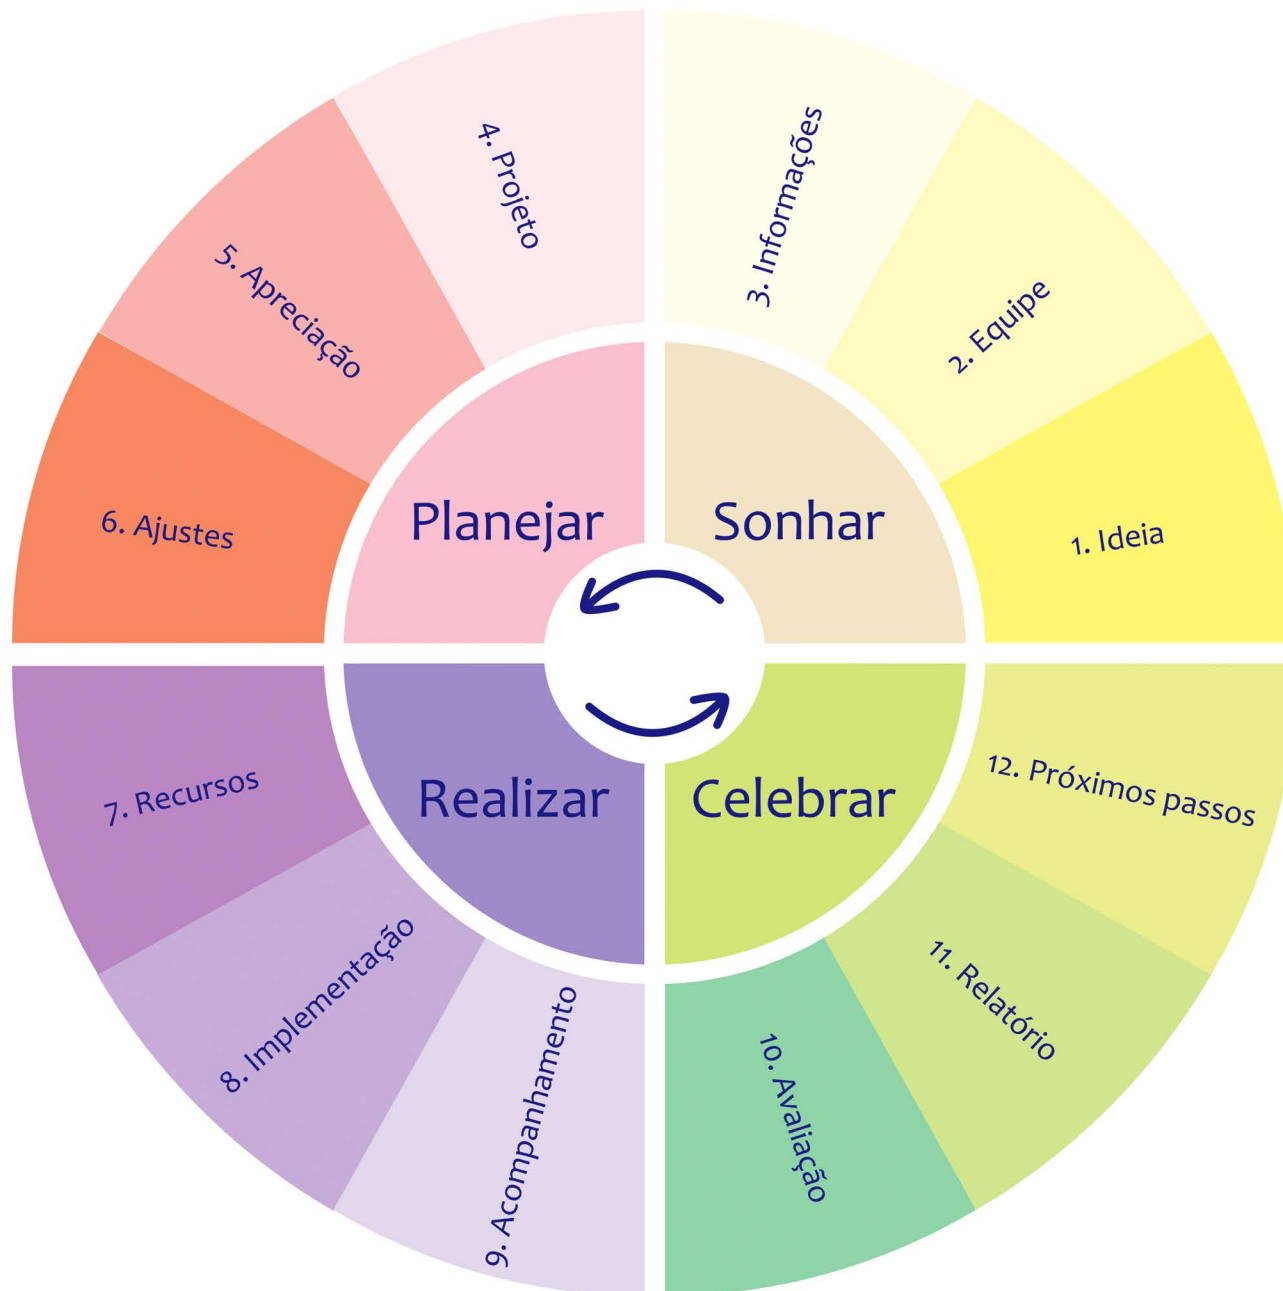 Sonhar
1. Ideia
2. Equipe
3. Informações
Planejar
4. Projeto
5. Apreciação
6. Ajustes
Realizar
7. Recursos
8. Implementação
9. Acompanhamento
Celebrar
10. Avaliação
11. Relatório
12. Próximos passos